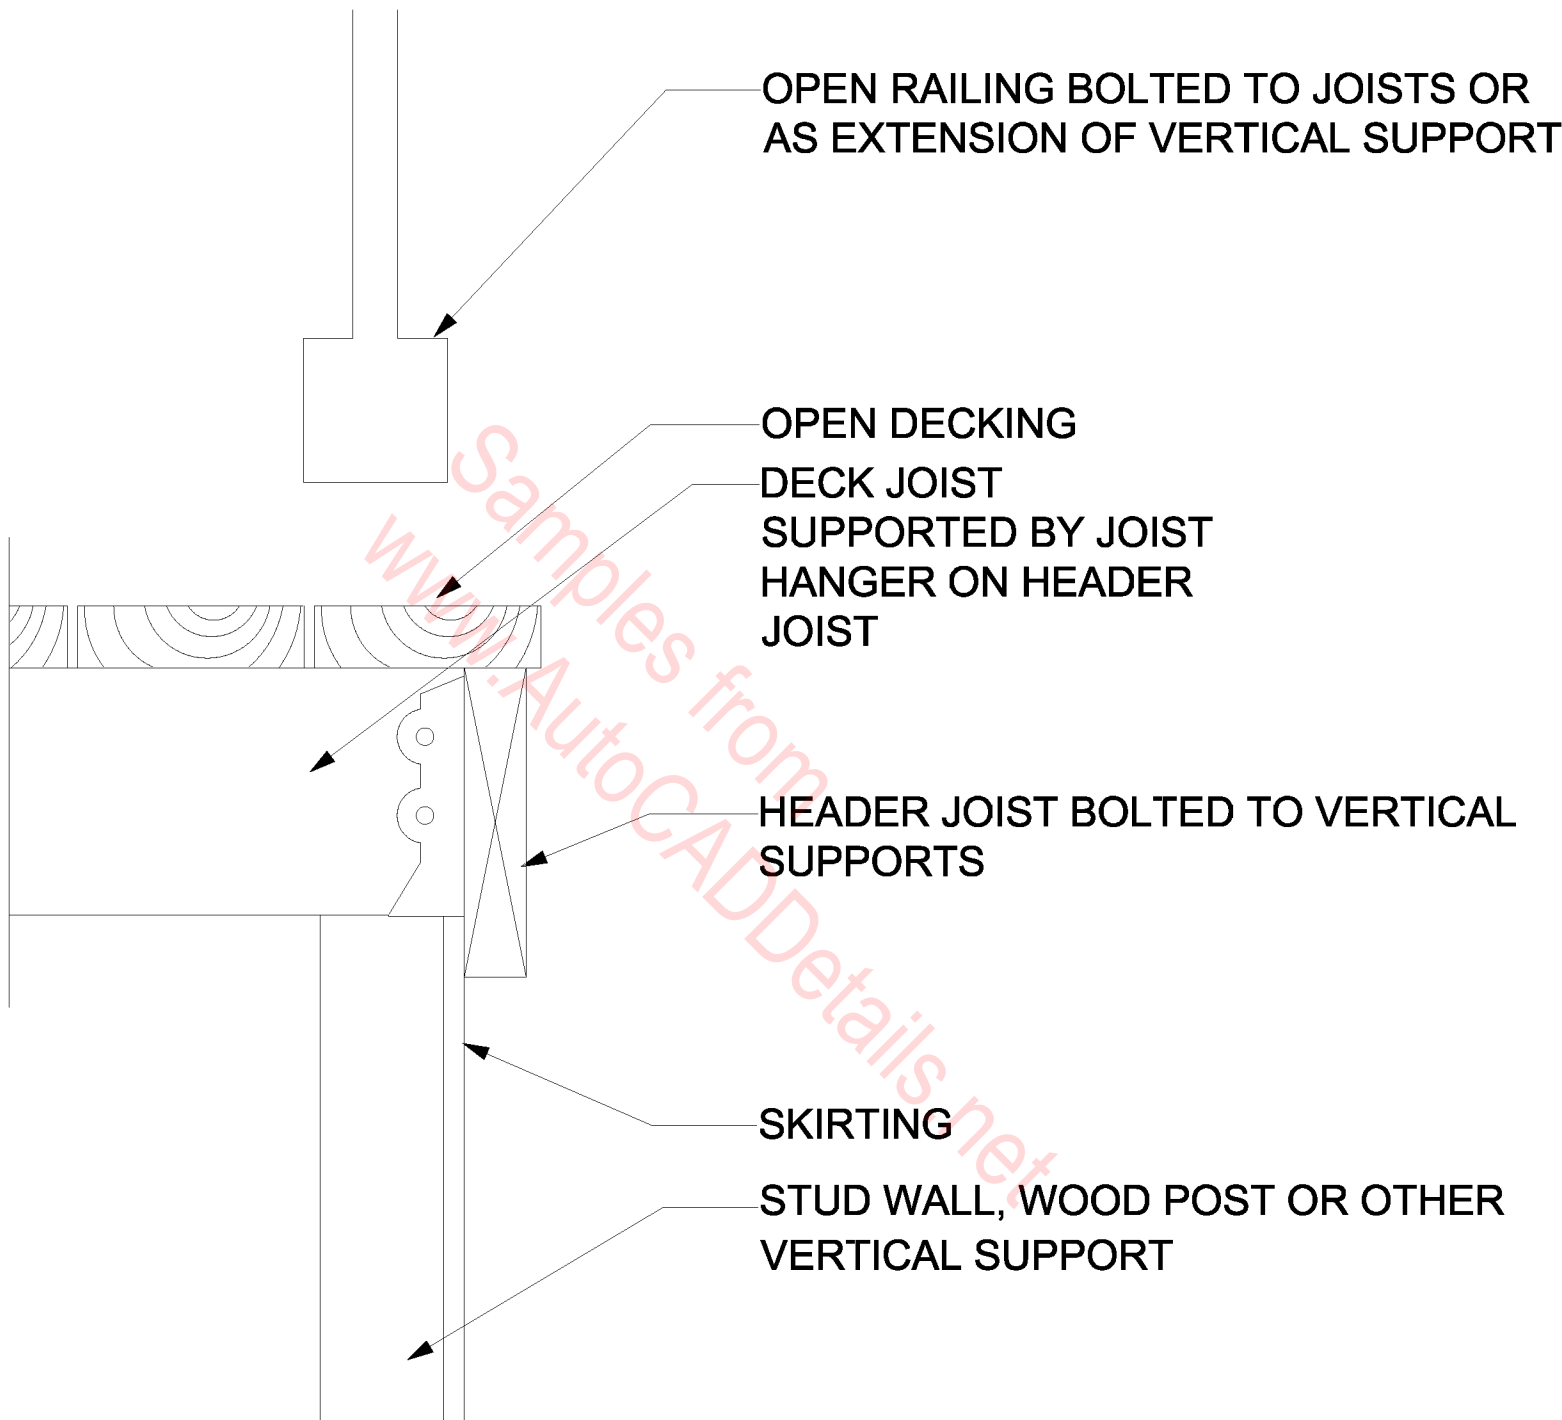 OPEN RAILING BOLTED TO JOISTS OR
AS EXTENSION OF VERTICAL SUPPORT
OPEN DECKING
DECK JOIST
SUPPORTED BY JOIST
HANGER ON HEADER
JOIST
HEADER JOIST BOLTED TO VERTICAL
SUPPORTS
SKIRTING
STUD WALL, WOOD POST OR OTHER
VERTICAL SUPPORT
Samples from
www.AutoCADDetails.net